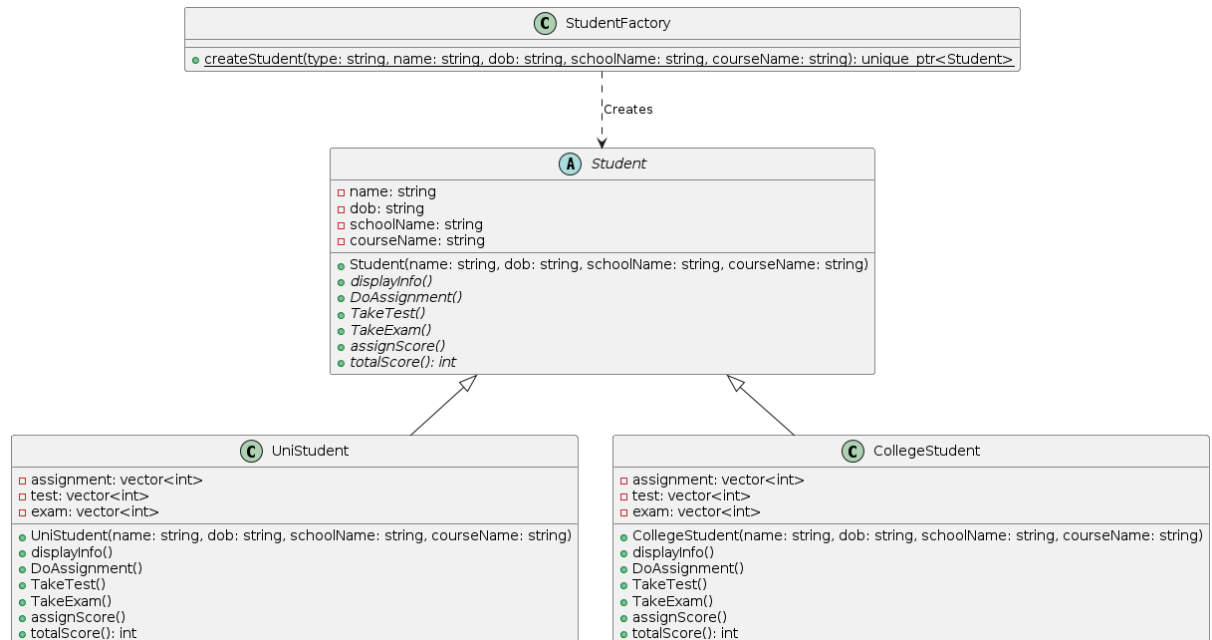 C StudentFactory
createStudent(type: string, name: string, dob: string, schoolName: string, courseName: string): unique_ptr<Student>
Creates
A Student
name: string
dob: string
schoolName: string
courseName: string
Student(name: string, dob: string, schoolName: string, courseName: string)
displayInfo()
DoAssignment()
TakeTest()
TakeExam()
assignScore()
totalScore(): int
C UniStudent
assignment: vector<int>
test: vector<int>
exam: vector<int>
UniStudent(name: string, dob: string, schoolName: string, courseName: string)
displayInfo()
DoAssignment()
TakeTest()
TakeExam()
assignScore()
totalScore(): int
C CollegeStudent
assignment: vector<int>
test: vector<int>
exam: vector<int>
CollegeStudent(name: string, dob: string, schoolName: string, courseName: string)
displayInfo()
DoAssignment()
TakeTest()
TakeExam()
assignScore()
totalScore(): int